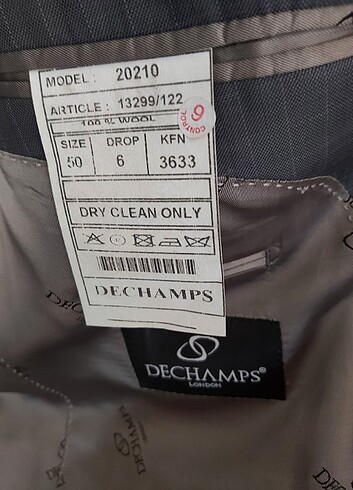 MODEL : 20210
ARTICLE : 13299/122
100 % WOOL
9
CONTROL
SIZE DROP KFN
50 6 3633
DRY CLEAN ONLY
DECHAMPS
DECHAMPS®
LONDON
DECHAMPS